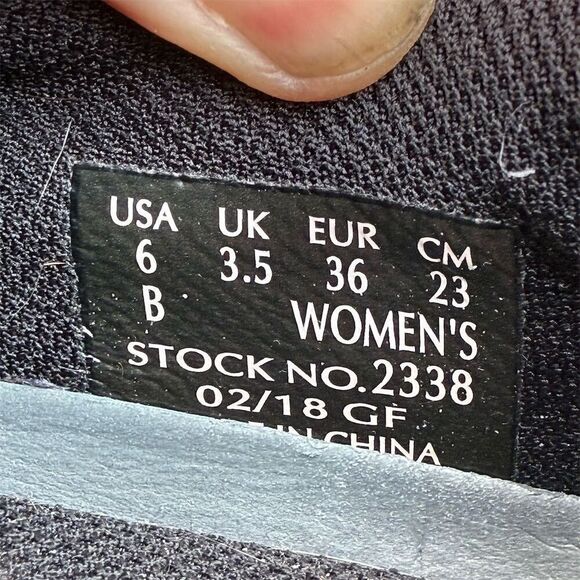 USA UK EUR CM
6 3.5 36 23
B WOMEN'S
STOCK NO.2338
02/18 GF
IN CHINA